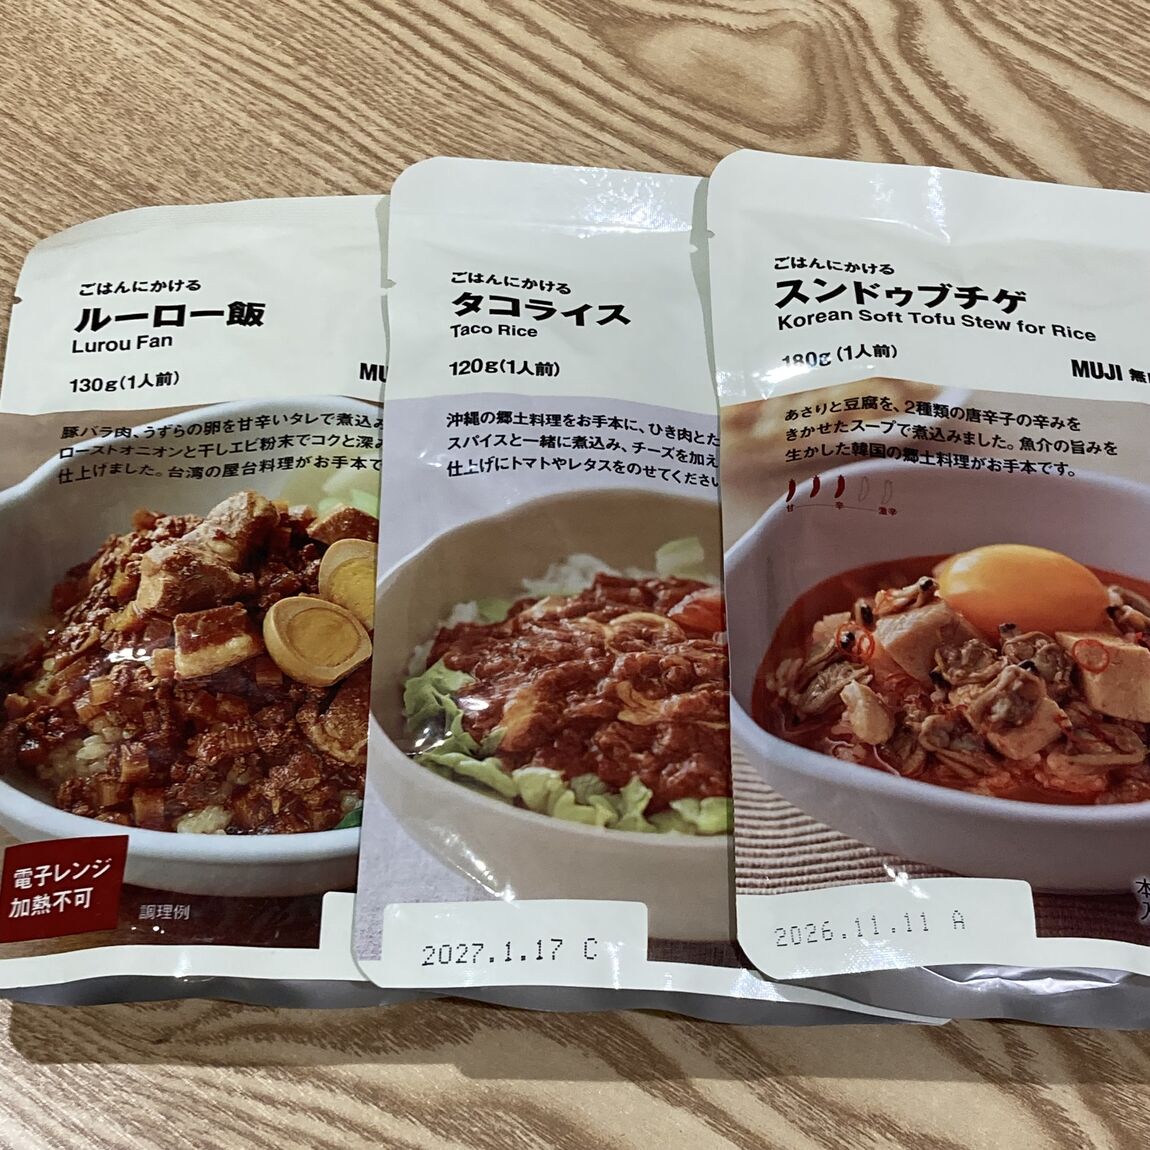 ごはんにかける
ルーロー飯
Lurou Fan
130g(1人前)
MU
豚バラ肉、うずらの卵を甘辛いタレで煮込み
ローストオニオンと干しエビ粉末でコクと深み
仕上げました。台湾の屋台料理がお手本で
電子レンジ
加熱不可
調理例
ごはんにかける
タコライス
Taco Rice
120g(1人前)
沖縄の郷土料理をお手本に、ひき肉とた
スパイスと一緒に煮込み、チーズを加え
仕上げにトマトやレタスをのせてください
2027.1.17 C
ごはんにかける
スンドゥブチゲ
Korean Soft Tofu Stew for Rice
180g(1人前)
MUJI 無
あさりと豆腐を、2種類の唐辛子の辛みを
きかせたスープで煮込みました。魚介の旨みを
生かした韓国の郷土料理がお手本です。
甘 辛 激辛
2026.11.11 A
本